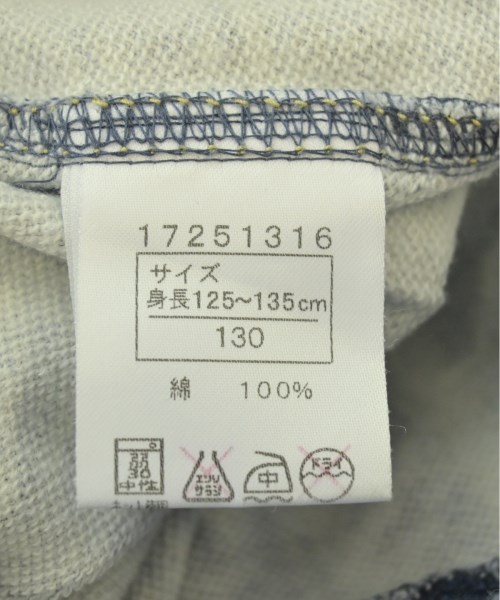 17251316
サイズ
身長125~135cm
130
綿 100%
弱 30
中性
エンソ
サラシ
中
ドライ